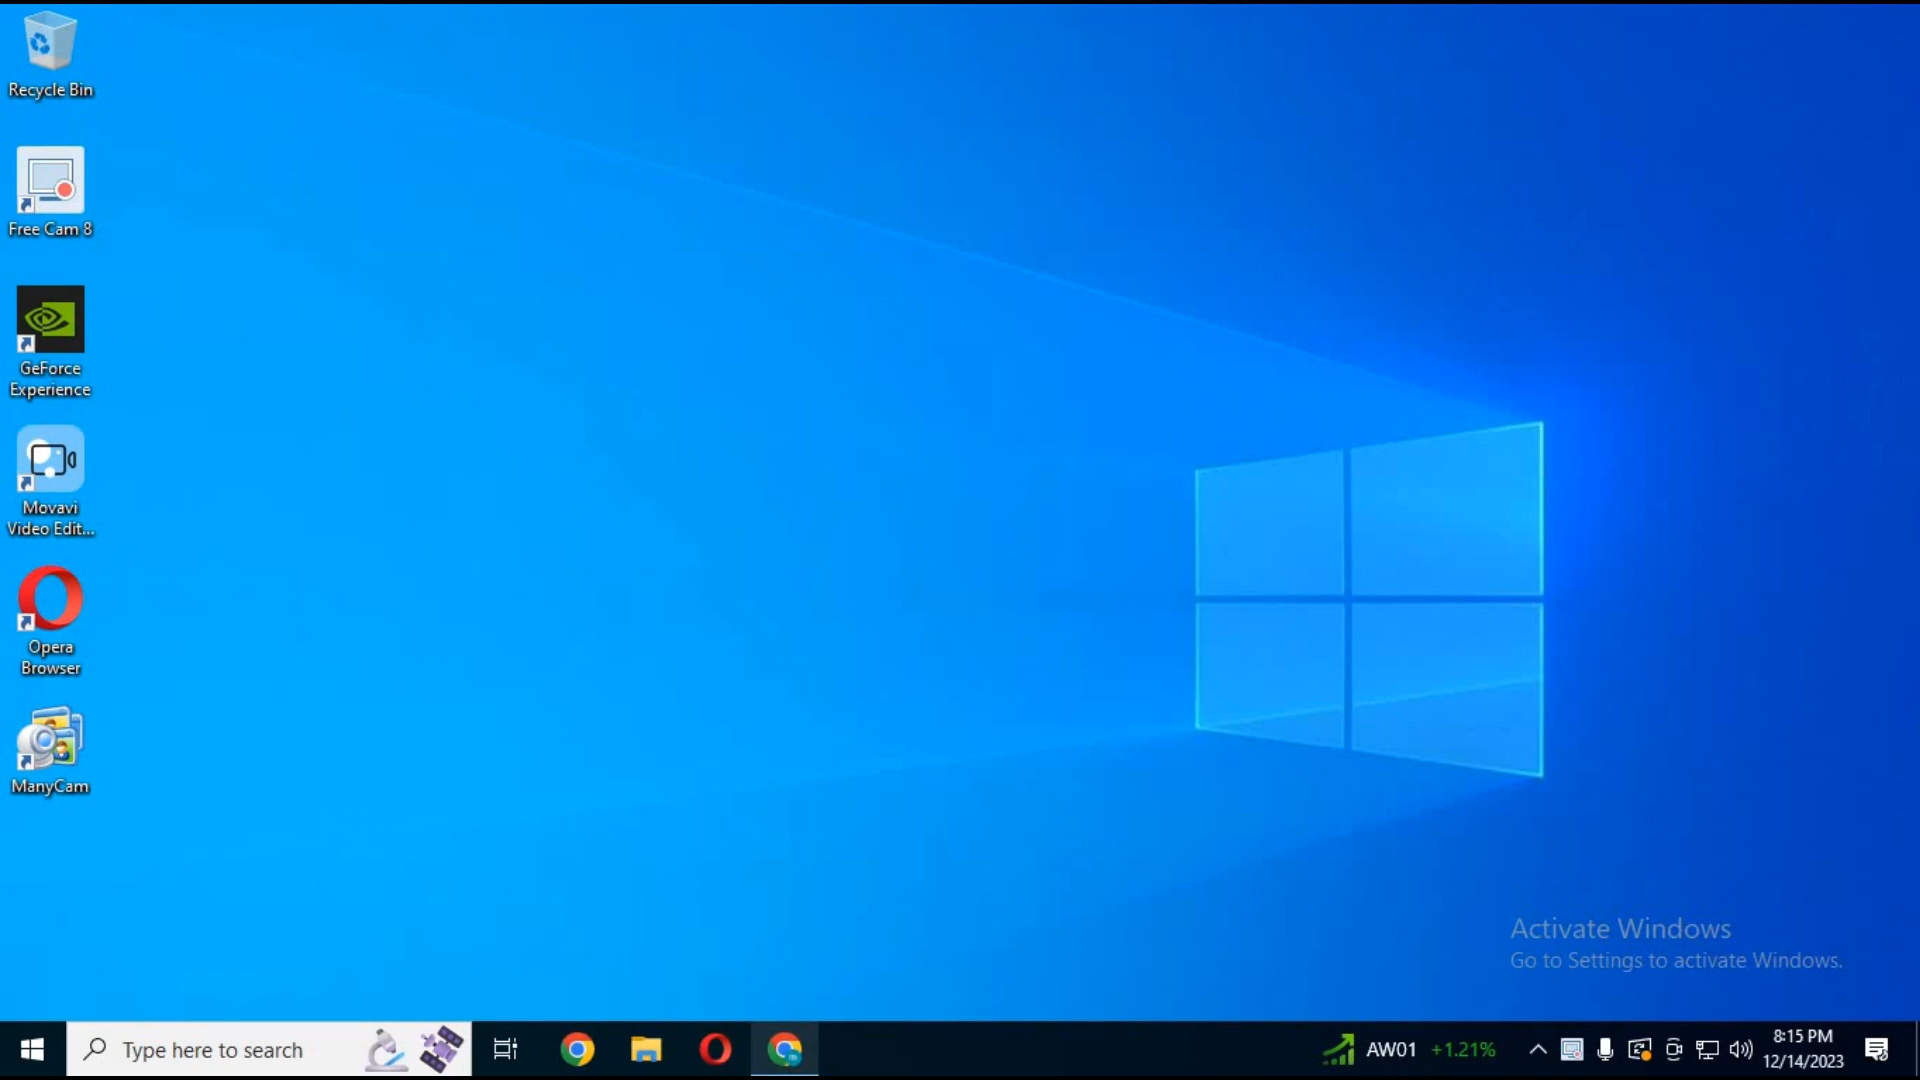 Recycle Bin
Free Cam 8
GeForce
Experience
Movavi
Video Edit...
Opera
Browser
ManyCam
Activate Windows
Go to Settings to activate Windows.
Type here to search
AW01 +1.21%
8:15 PM
12/14/2023